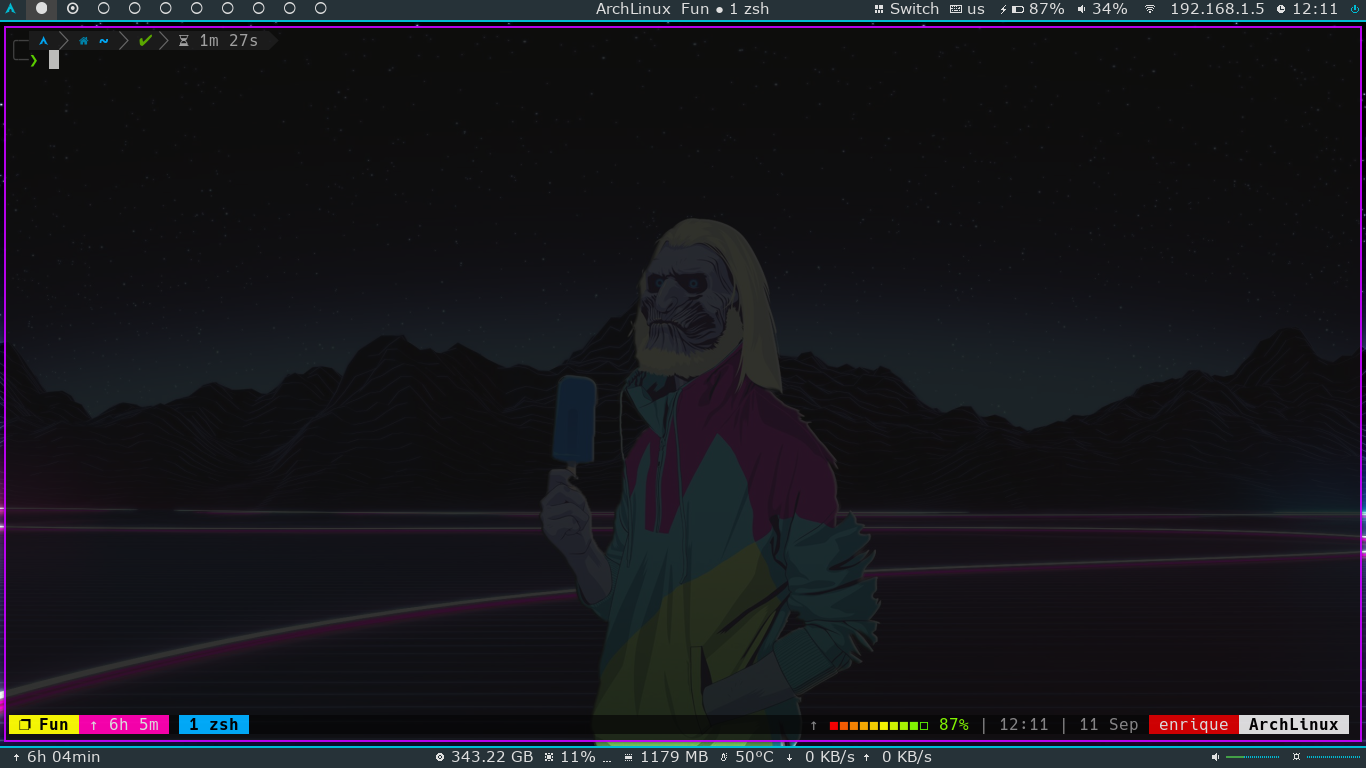 ArchLinux Fun ● 1 zsh Switch us ⚡ 87% 34% 192.168.1.5 12:11
~ ✔ 1m 27s
❯
❐ Fun ↑ 6h 5m 1 zsh ↑ 87% | 12:11 | 11 Sep enrique ArchLinux
↑ 6h 04min 343.22 GB 11% … 1179 MB 50°C ↓ 0 KB/s ↑ 0 KB/s